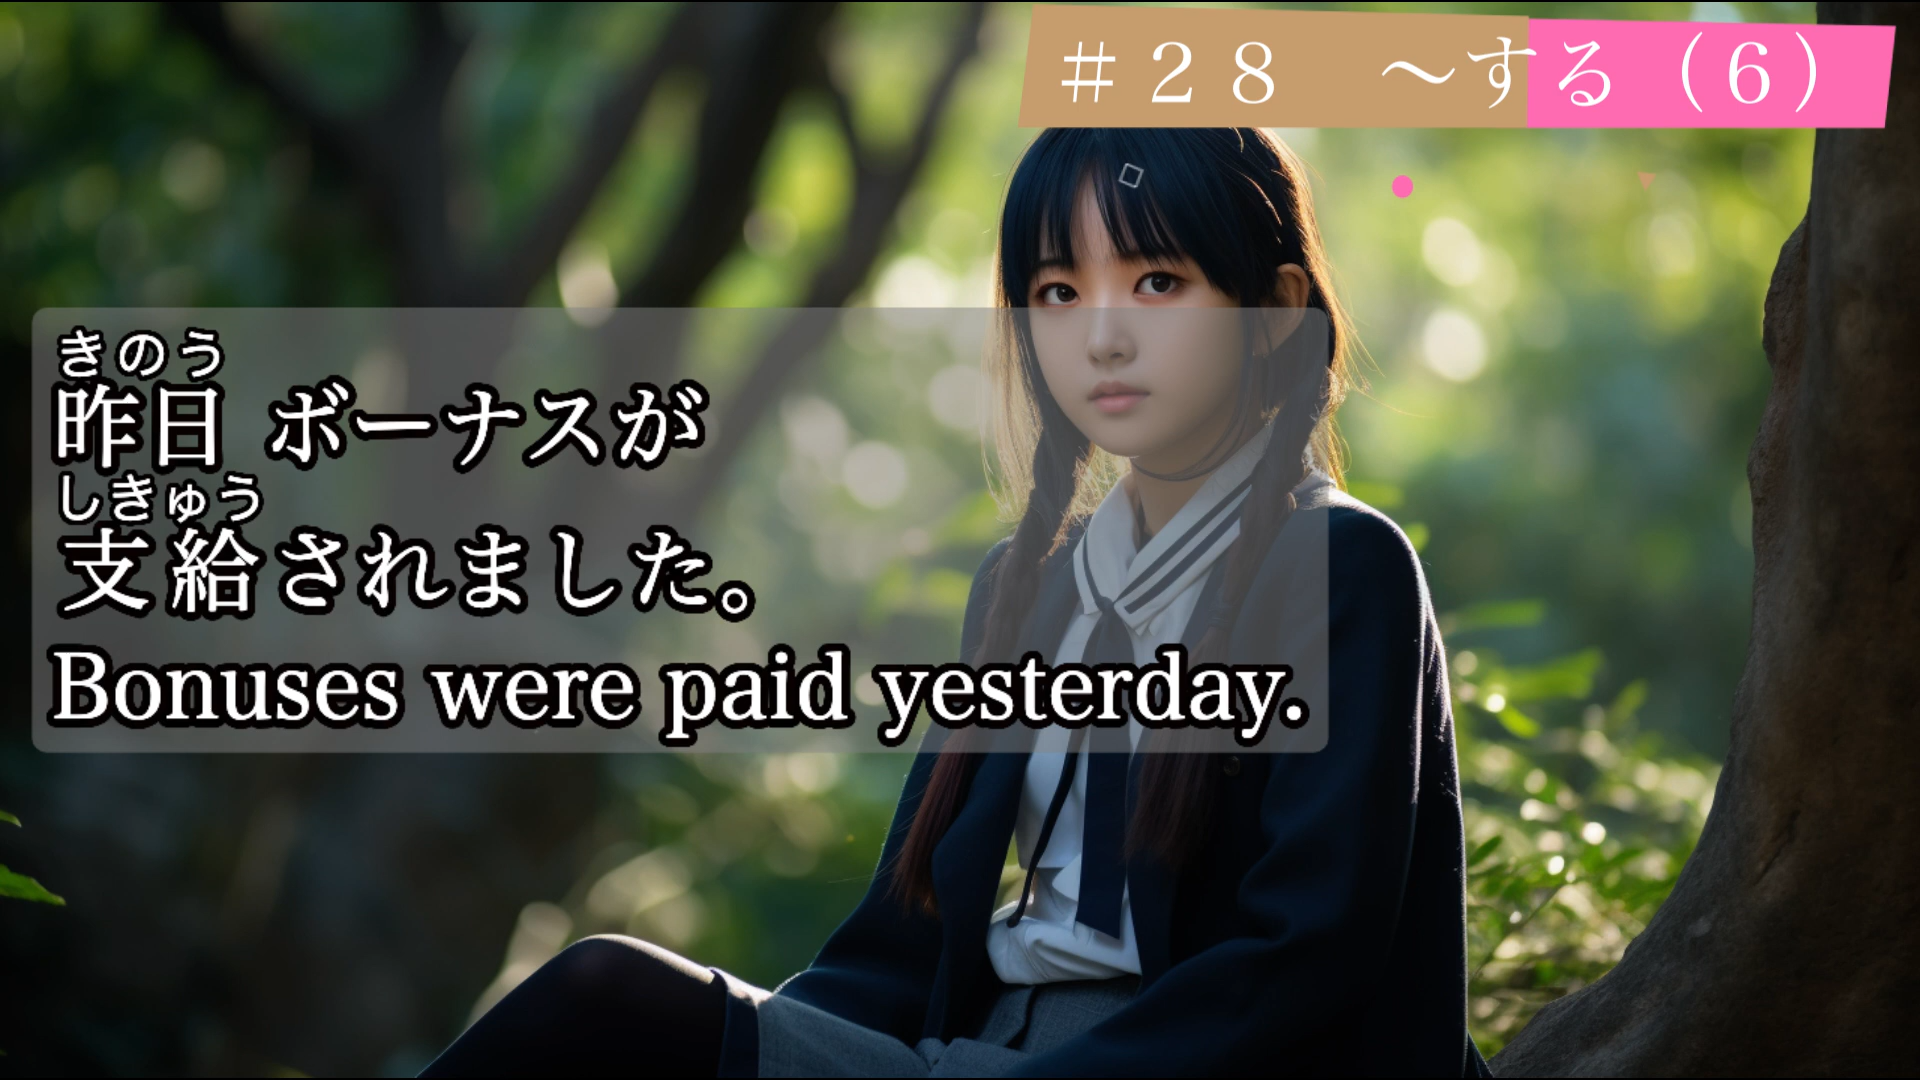 ＃２８　～する（６）
きのう
昨日 ボーナスが
しきゅう
支給されました。
Bonuses were paid yesterday.